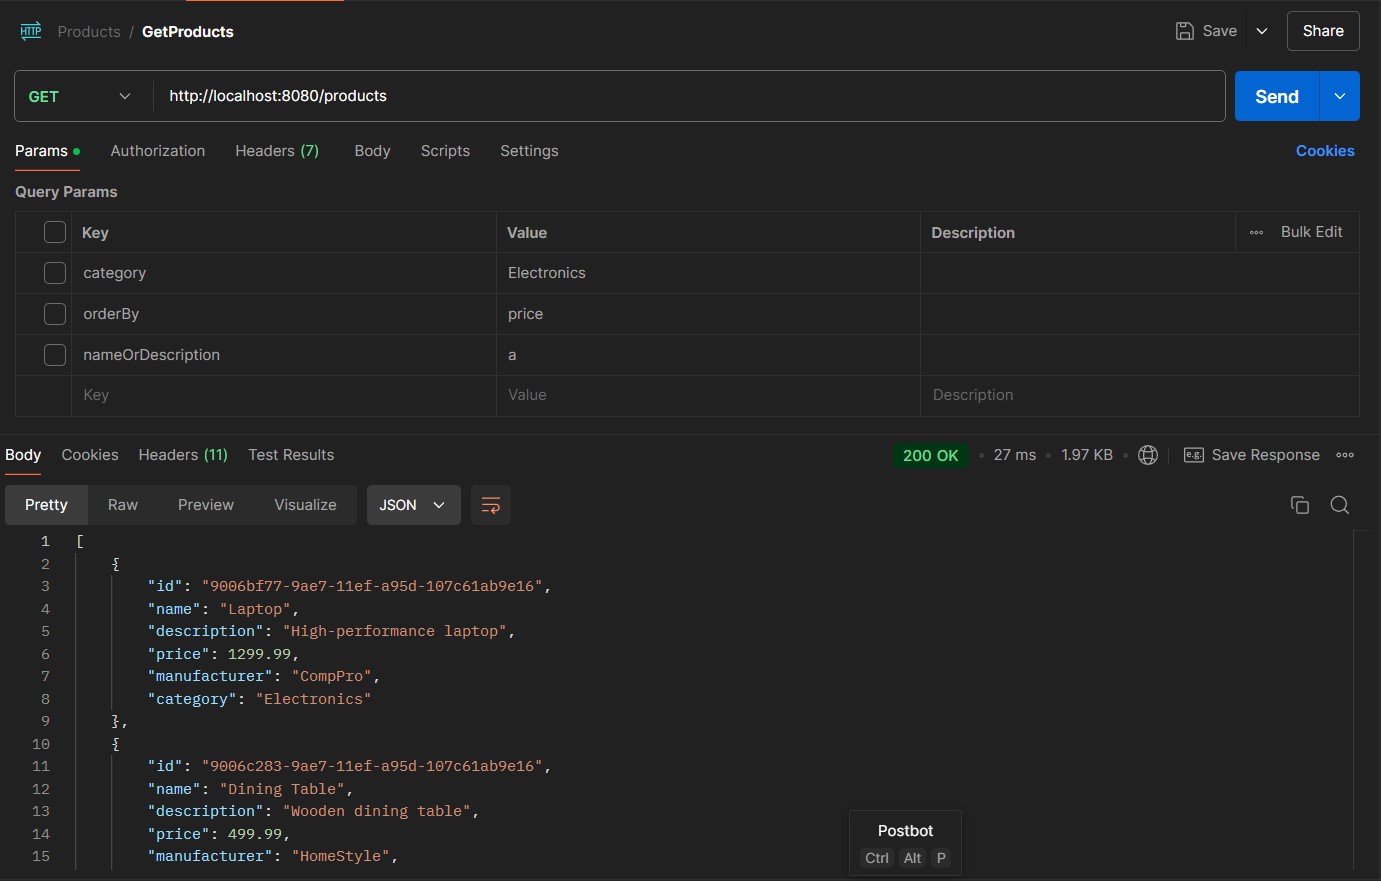 HTTP Products / GetProducts Save Share
GET http://localhost:8080/products Send
Params Authorization Headers (7) Body Scripts Settings Cookies
Query Params
Key Value Description Bulk Edit
category Electronics
orderBy price
nameOrDescription a
Key Value Description
Body Cookies Headers (11) Test Results 200 OK 27 ms 1.97 KB e.g. Save Response
Pretty Raw Preview Visualize JSON
1 [
2 {
3 "id": "9006bf77-9ae7-11ef-a95d-107c61ab9e16",
4 "name": "Laptop",
5 "description": "High-performance laptop",
6 "price": 1299.99,
7 "manufacturer": "CompPro",
8 "category": "Electronics"
9 },
10 {
11 "id": "9006c283-9ae7-11ef-a95d-107c61ab9e16",
12 "name": "Dining Table",
13 "description": "Wooden dining table",
14 "price": 499.99,
15 "manufacturer": "HomeStyle",
Postbot
Ctrl Alt P